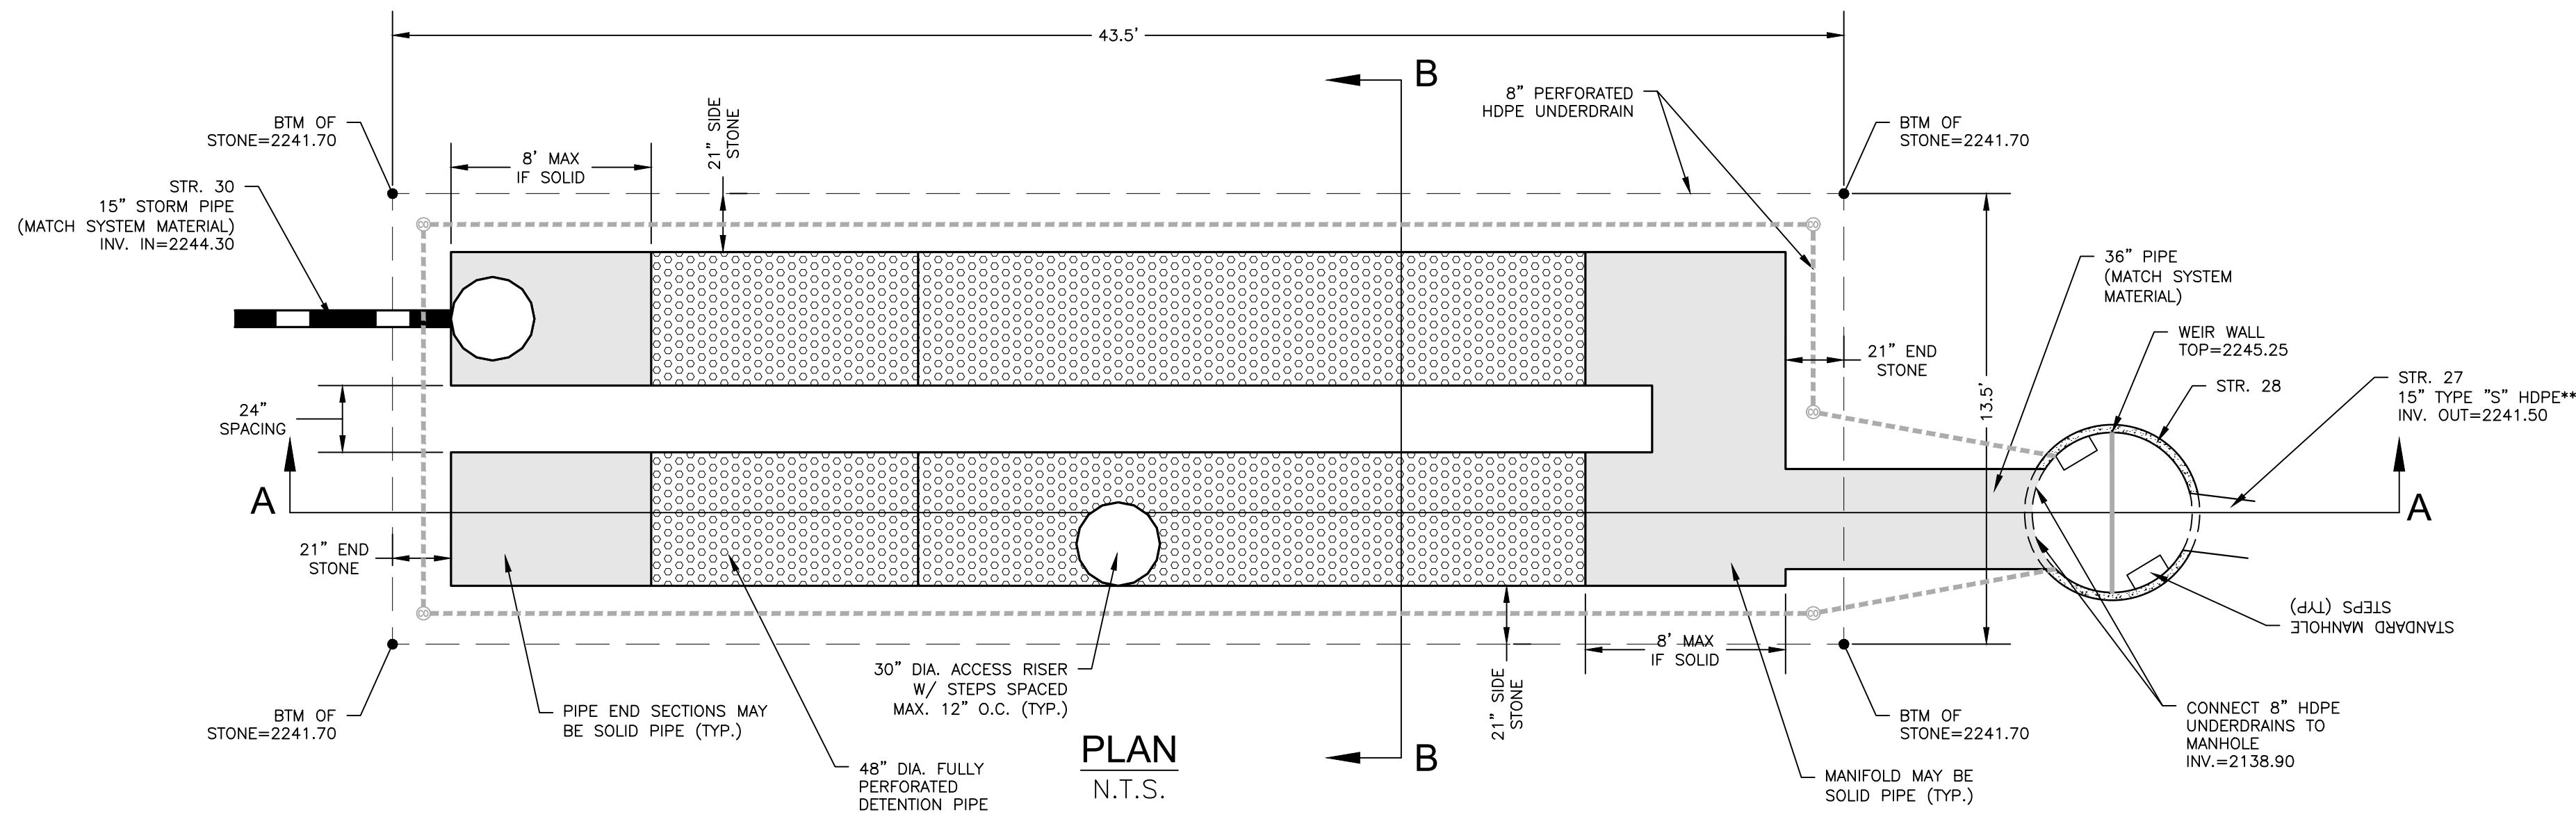 43.5'
B
8" PERFORATED
HDPE UNDERDRAIN
BTM OF
STONE=2241.70
21" SIDE
STONE
BTM OF
STONE=2241.70
8' MAX
IF SOLID
STR. 30
15" STORM PIPE
(MATCH SYSTEM MATERIAL)
INV. IN=2244.30
36" PIPE
(MATCH SYSTEM
MATERIAL)
WEIR WALL
TOP=2245.25
21" END
STONE
STR. 28
STR. 27
15" TYPE "S" HDPE**
INV. OUT=2241.50
13.5'
24"
SPACING
A
A
21" END
STONE
STANDARD MANHOLE
STEPS (TYP)
8' MAX
IF SOLID
30" DIA. ACCESS RISER
W/ STEPS SPACED
MAX. 12" O.C. (TYP.)
21" SIDE
STONE
BTM OF
STONE=2241.70
PIPE END SECTIONS MAY
BE SOLID PIPE (TYP.)
BTM OF
STONE=2241.70
CONNECT 8" HDPE
UNDERDRAINS TO
MANHOLE
INV.=2138.90
48" DIA. FULLY
PERFORATED
DETENTION PIPE
PLAN
N.T.S.
B
MANIFOLD MAY BE
SOLID PIPE (TYP.)